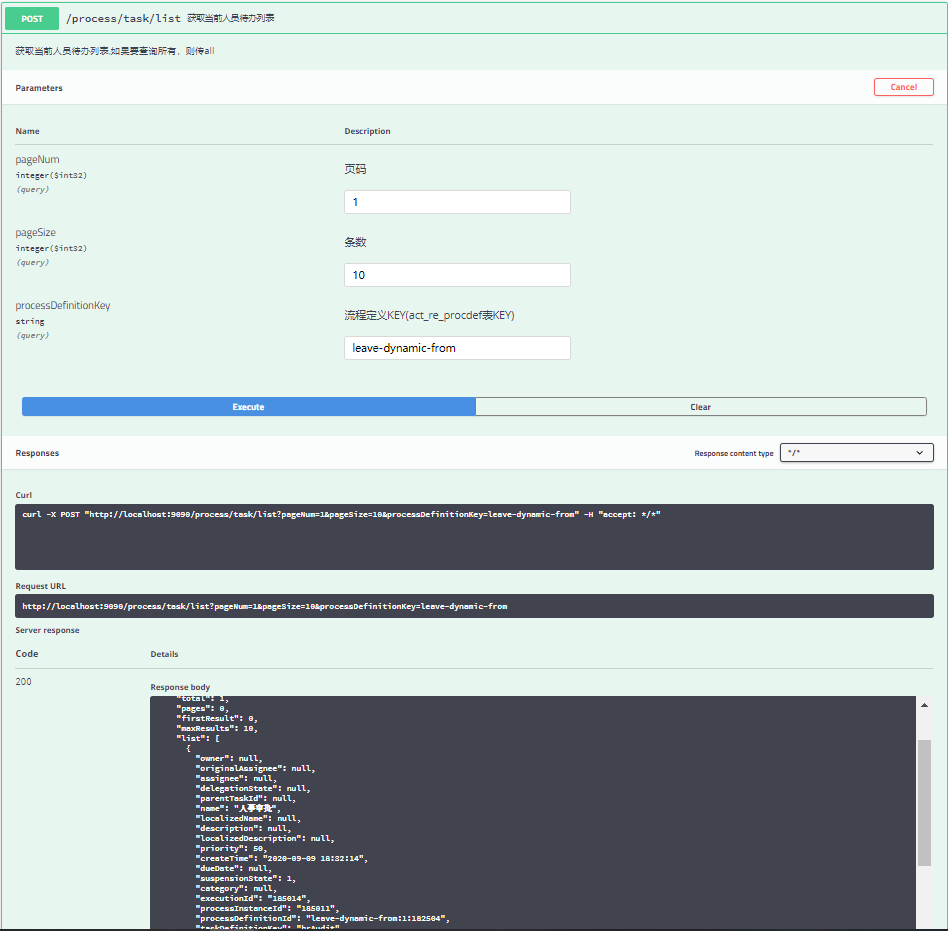 POST /process/task/list 获取当前人员待办列表
获取当前人员待办列表,如果要查询所有，则传all
Parameters
Cancel
Name Description
pageNum
integer($int32)
(query)
页码
1
pageSize
integer($int32)
(query)
条数
10
processDefinitionKey
string
(query)
流程定义KEY(act_re_procdef表KEY)
leave-dynamic-from
Execute Clear
Responses Response content type */*
Curl
curl -X POST "http://localhost:9090/process/task/list?pageNum=1&pageSize=10&processDefinitionKey=leave-dynamic-from" -H "accept: */*"
Request URL
http://localhost:9090/process/task/list?pageNum=1&pageSize=10&processDefinitionKey=leave-dynamic-from
Server response
Code Details
200
Response body
"total": 1,
"pages": 0,
"firstResult": 0,
"maxResults": 10,
"list": [
{
"owner": null,
"originalAssignee": null,
"assignee": null,
"delegationState": null,
"parentTaskId": null,
"name": "人事审批",
"localizedName": null,
"description": null,
"localizedDescription": null,
"priority": 50,
"createTime": "2020-09-09 18:32:14",
"dueDate": null,
"suspensionState": 1,
"category": null,
"executionId": "185014",
"processInstanceId": "185011",
"processDefinitionId": "leave-dynamic-from:1:182504",
"taskDefinitionKey": "hrAudit",